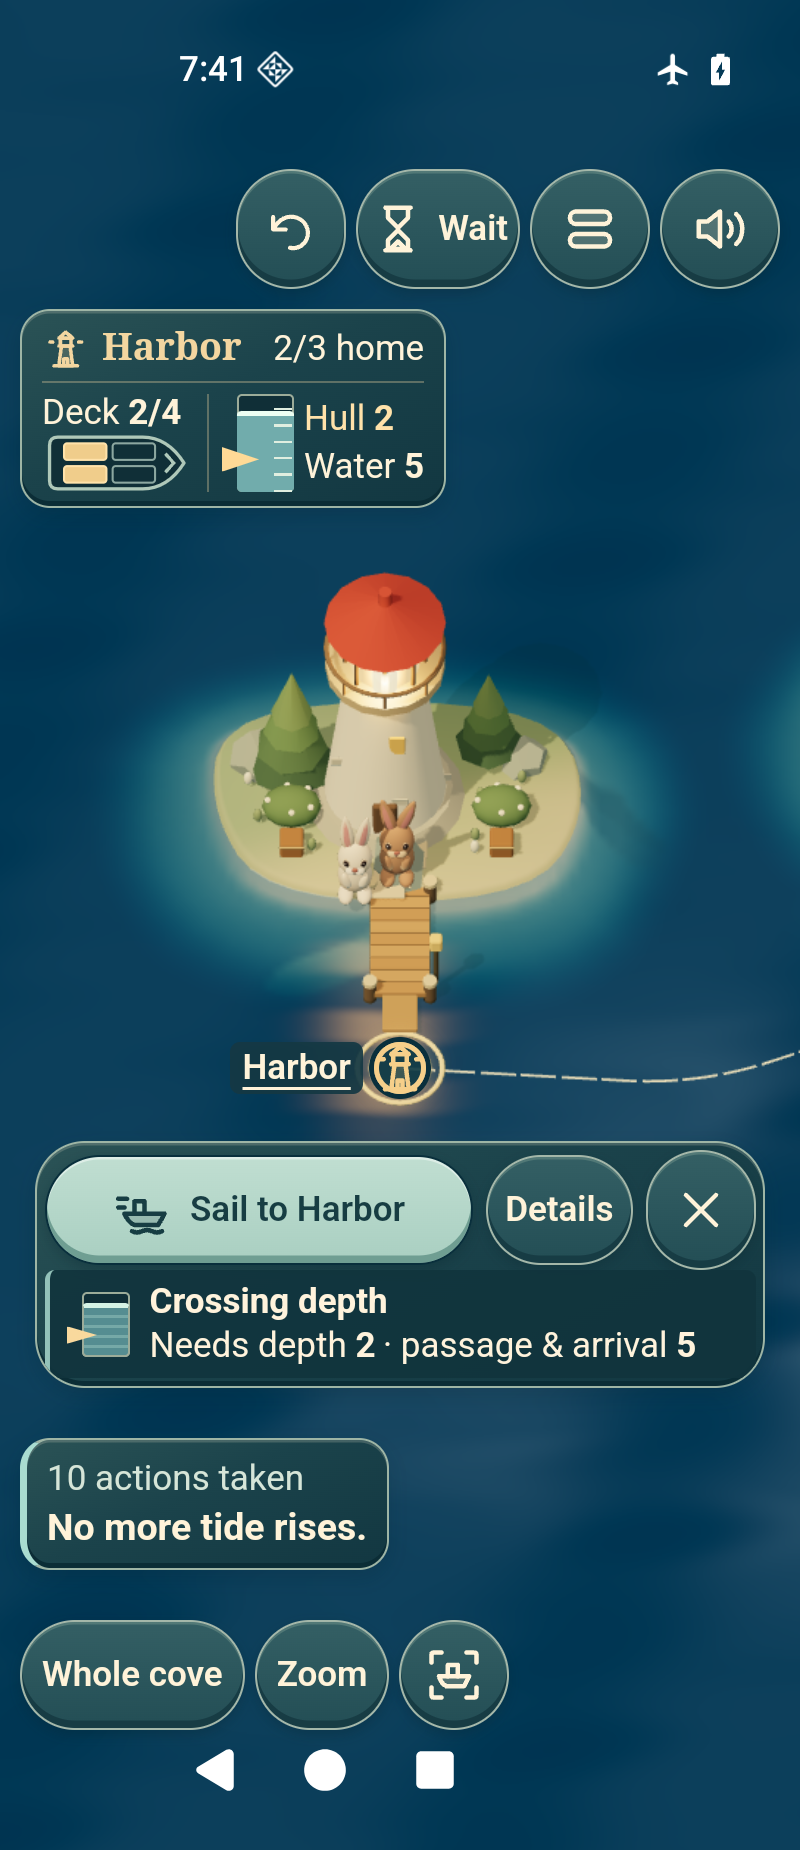 7:41
Wait
Harbor 2/3 home
Deck 2/4
Hull 2
Water 5
Harbor
Sail to Harbor
Details
Crossing depth
Needs depth 2 · passage & arrival 5
10 actions taken
No more tide rises.
Whole cove
Zoom